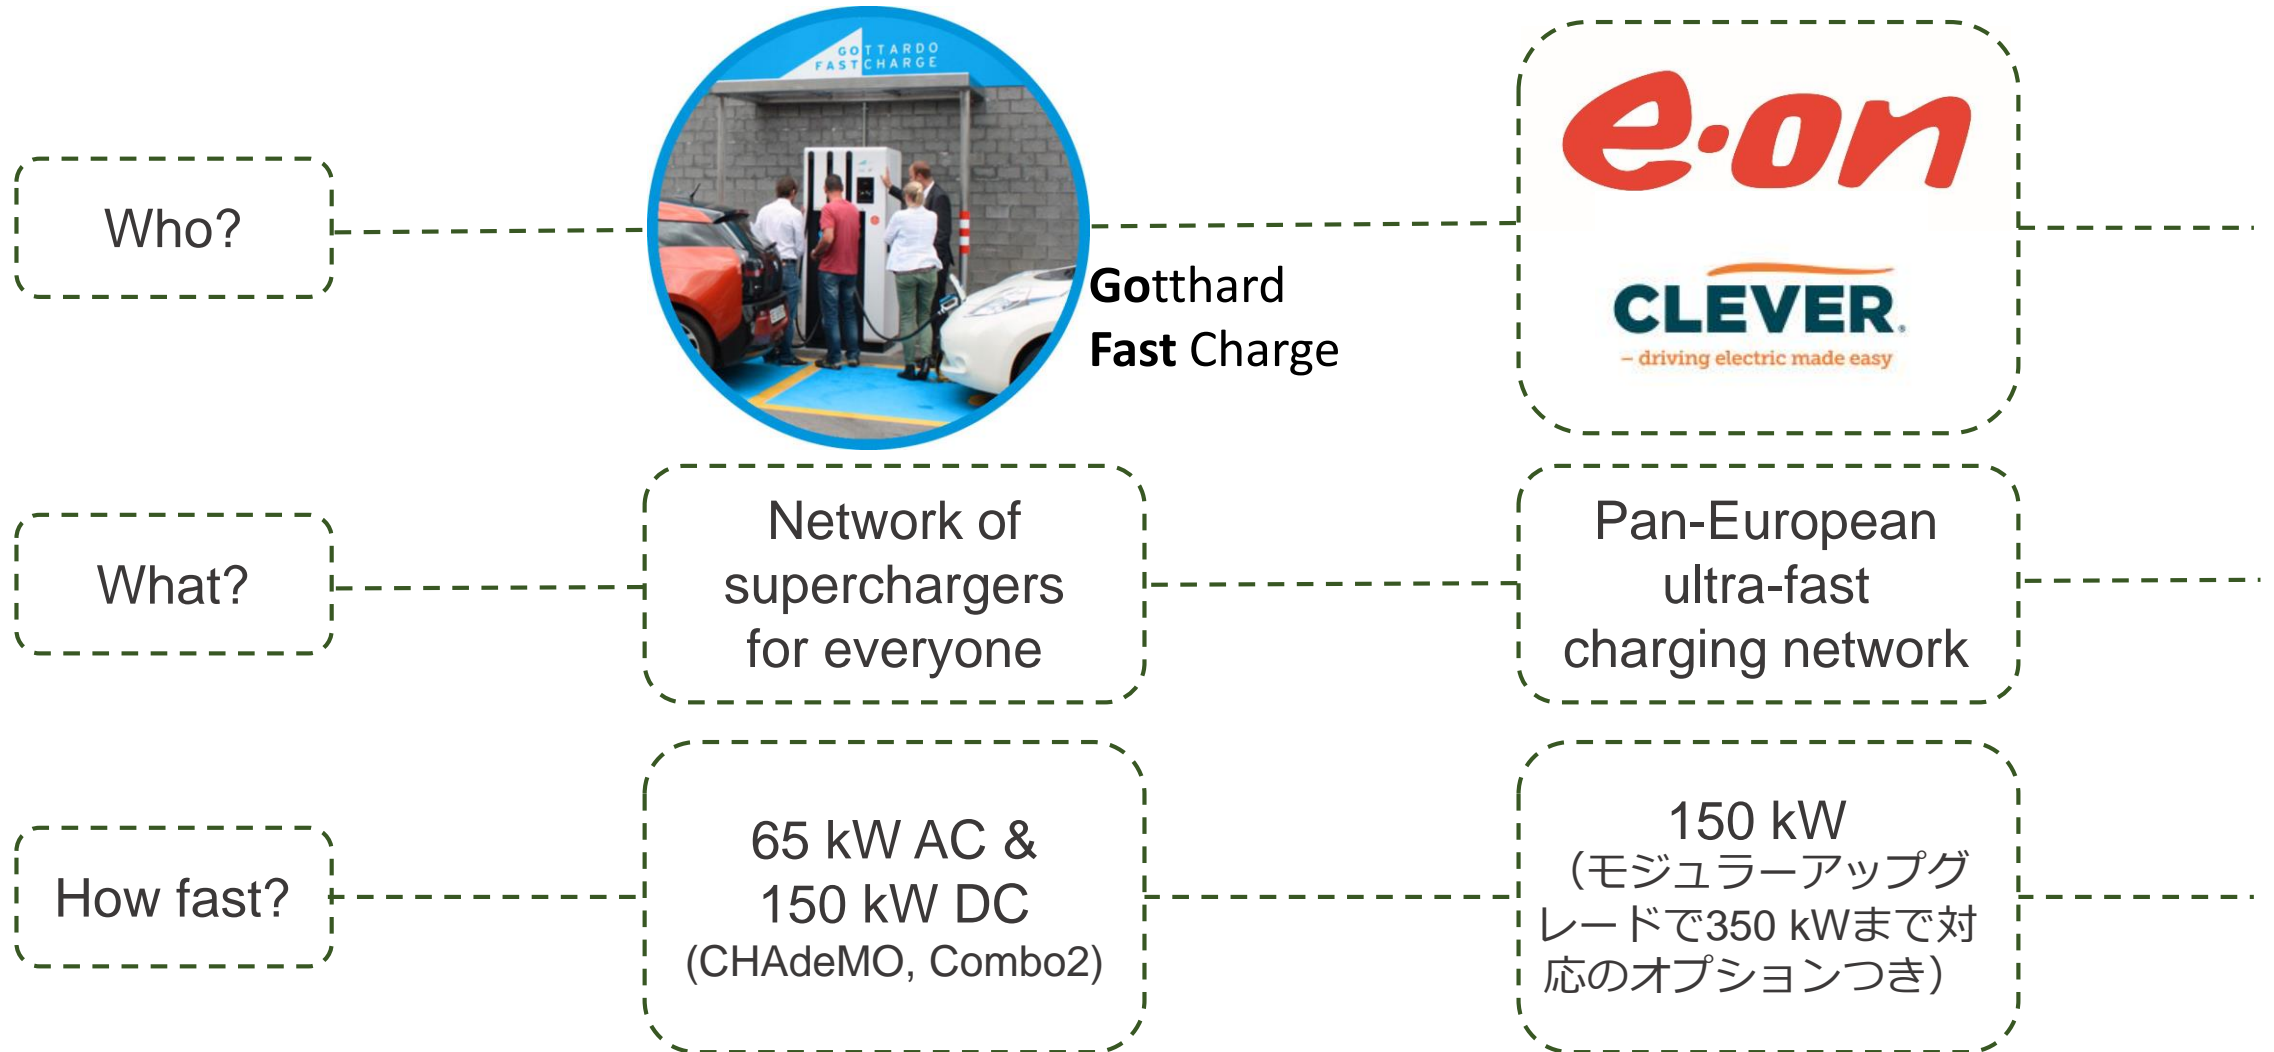 GOTTARDO
FASTCHARGE
e·on
Who?
Gotthard
Fast Charge
CLEVER®
– driving electric made easy
What?
Network of
superchargers
for everyone
Pan-European
ultra-fast
charging network
How fast?
65 kW AC &
150 kW DC
(CHAdeMO, Combo2)
150 kW
（モジュラーアップグ
レードで350 kWまで対
応のオプションつき）